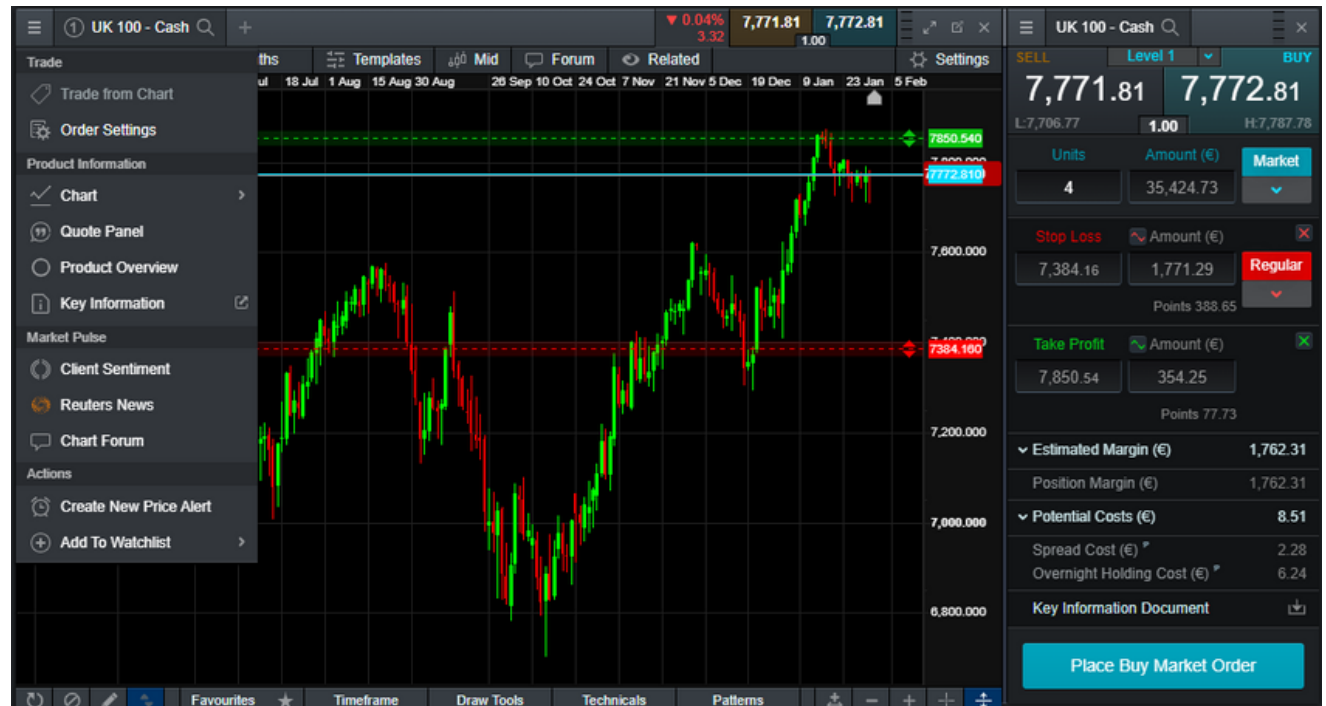 1 UK 100 - Cash
▼ 0.04%
3.32
7,771.81 7,772.81
1.00
Trade
Trade from Chart
Order Settings
Product Information
Chart
Quote Panel
Product Overview
Key Information
Market Pulse
Client Sentiment
Reuters News
Chart Forum
Actions
Create New Price Alert
Add To Watchlist
ths Templates Mid Forum Related Settings
ul 18 Jul 1 Aug 15 Aug 30 Aug 26 Sep 10 Oct 24 Oct 7 Nov 21 Nov 5 Dec 19 Dec 9 Jan 23 Jan 5 Feb
7850.540
7,800.000
7772.810
7,600.000
7384.160
7,200.000
7,000.000
6,800.000
Favourites Timeframe Draw Tools Technicals Patterns
UK 100 - Cash
SELL Level 1 BUY
7,771.81 7,772.81
L:7,706.77 1.00 H:7,787.78
Units Amount (€) Market
4 35,424.73
Stop Loss Amount (€)
7,384.16 1,771.29 Regular
Points 388.65
Take Profit Amount (€)
7,850.54 354.25
Points 77.73
Estimated Margin (€) 1,762.31
Position Margin (€) 1,762.31
Potential Costs (€) 8.51
Spread Cost (€) 2.28
Overnight Holding Cost (€) 6.24
Key Information Document
Place Buy Market Order